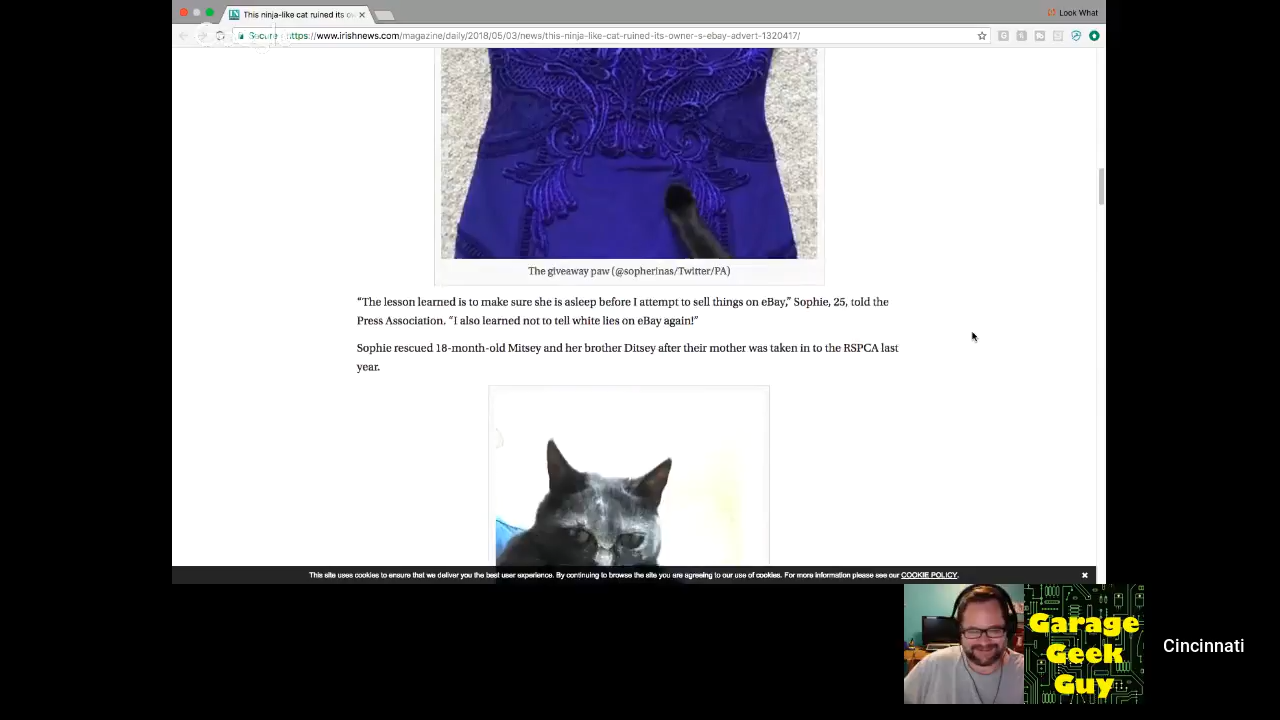 This ninja-like cat ruined its ow
Look What
Secure https://www.irishnews.com/magazine/daily/2018/05/03/news/this-ninja-like-cat-ruined-its-owner-s-ebay-advert-1320417/
The giveaway paw (@sopherinas/Twitter/PA)
“The lesson learned is to make sure she is asleep before I attempt to sell things on eBay,” Sophie, 25, told the
Press Association. “I also learned not to tell white lies on eBay again!”
Sophie rescued 18-month-old Mitsey and her brother Ditsey after their mother was taken in to the RSPCA last
year.
This site uses cookies to ensure that we deliver you the best user experience. By continuing to browse the site you are agreeing to our use of cookies. For more information please see our COOKIE POLICY.
Garage
Geek
Guy
Cincinnati